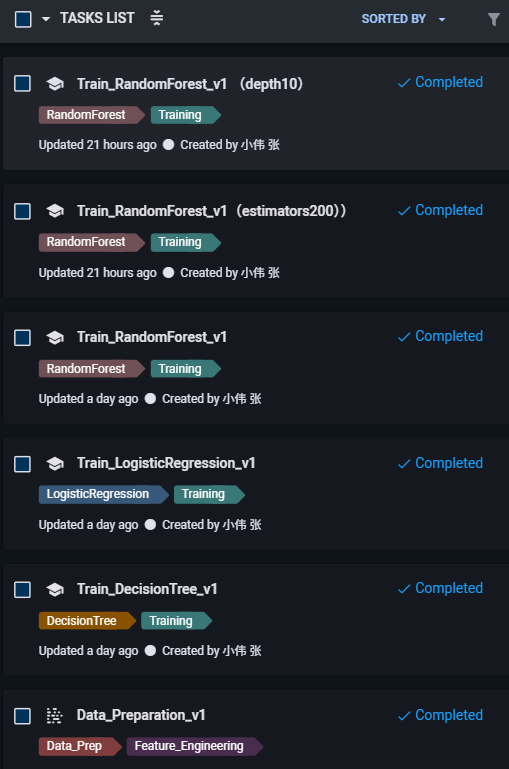 TASKS LIST SORTED BY
Train_RandomForest_v1 （depth10） Completed
RandomForest Training
Updated 21 hours ago Created by 小伟 张
Train_RandomForest_v1（estimators200）） Completed
RandomForest Training
Updated 21 hours ago Created by 小伟 张
Train_RandomForest_v1 Completed
RandomForest Training
Updated a day ago Created by 小伟 张
Train_LogisticRegression_v1 Completed
LogisticRegression Training
Updated a day ago Created by 小伟 张
Train_DecisionTree_v1 Completed
DecisionTree Training
Updated a day ago Created by 小伟 张
Data_Preparation_v1 Completed
Data_Prep Feature_Engineering